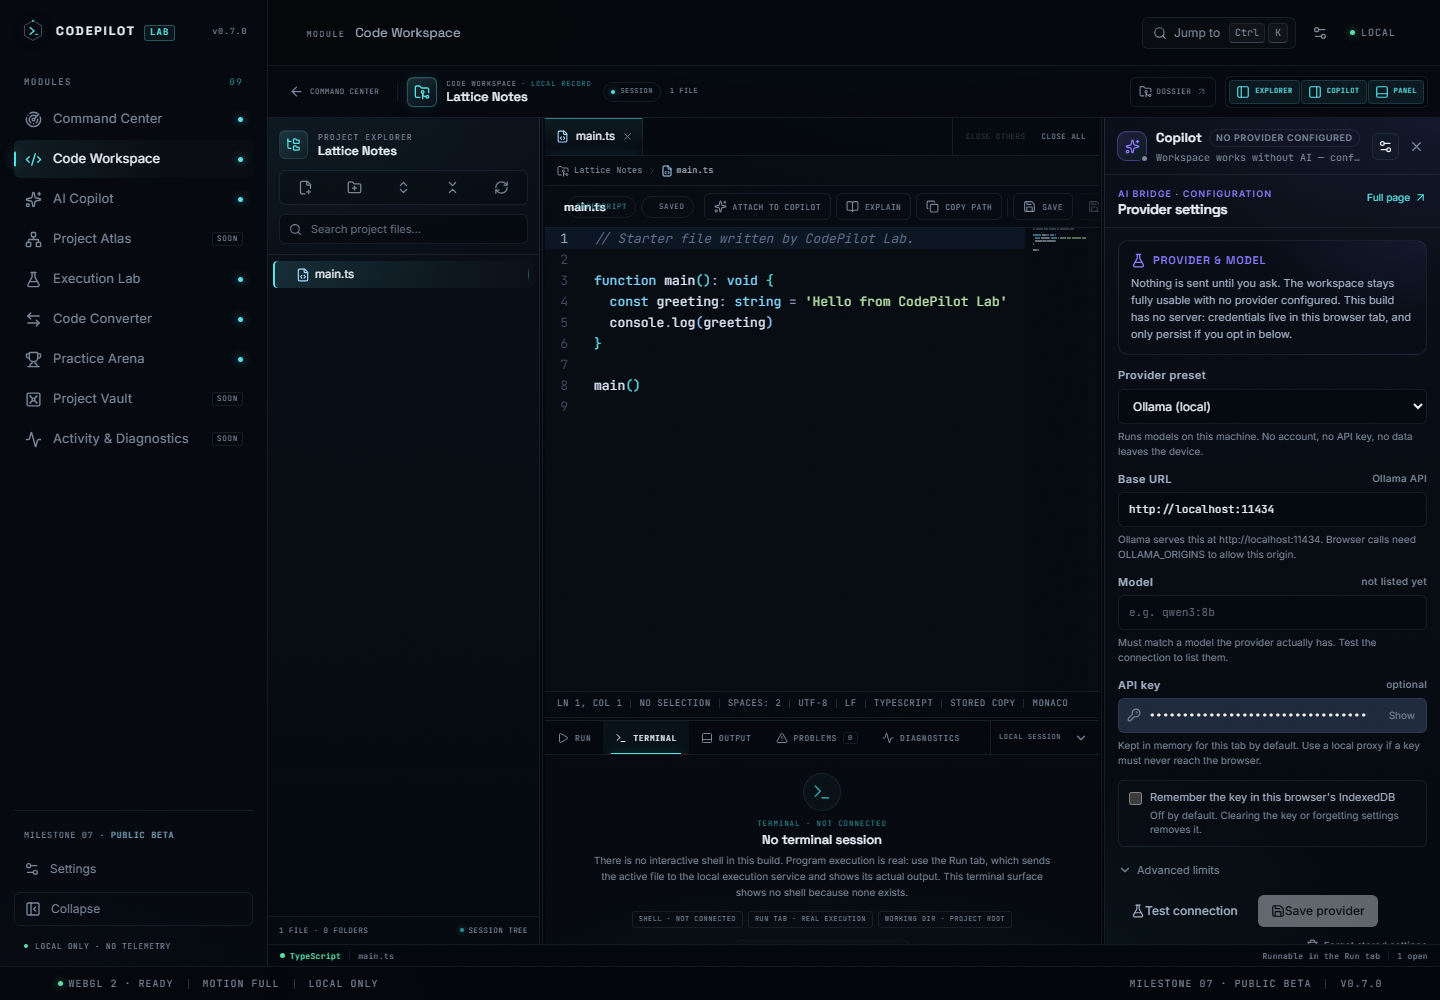 CODEPILOT LAB v0.7.0
MODULES 09
Command Center
Code Workspace
AI Copilot
Project Atlas SOON
Execution Lab
Code Converter
Practice Arena
Project Vault SOON
Activity & Diagnostics SOON
MILESTONE 07 · PUBLIC BETA
Settings
Collapse
LOCAL ONLY · NO TELEMETRY
MODULE Code Workspace
Jump to Ctrl K
LOCAL
COMMAND CENTER
CODE WORKSPACE · LOCAL RECORD
Lattice Notes
SESSION 1 FILE
DOSSIER
EXPLORER COPILOT PANEL
PROJECT EXPLORER
Lattice Notes
Search project files...
main.ts
1 FILE · 0 FOLDERS SESSION TREE
main.ts
CLOSE OTHERS CLOSE ALL
Lattice Notes main.ts
main.ts SAVED ATTACH TO COPILOT EXPLAIN COPY PATH SAVE
1 // Starter file written by CodePilot Lab.
2
3 function main(): void {
4 const greeting: string = 'Hello from CodePilot Lab'
5 console.log(greeting)
6 }
7
8 main()
9
LN 1, COL 1 NO SELECTION SPACES: 2 UTF-8 LF TYPESCRIPT STORED COPY MONACO
RUN TERMINAL OUTPUT PROBLEMS 0 DIAGNOSTICS LOCAL SESSION
TERMINAL · NOT CONNECTED
No terminal session
There is no interactive shell in this build. Program execution is real: use the Run tab, which sends
the active file to the local execution service and shows its actual output. This terminal surface
shows no shell because none exists.
SHELL · NOT CONNECTED RUN TAB · REAL EXECUTION WORKING DIR · PROJECT ROOT
Copilot NO PROVIDER CONFIGURED
Workspace works without AI — conf…
AI BRIDGE · CONFIGURATION
Provider settings
Full page
PROVIDER & MODEL
Nothing is sent until you ask. The workspace stays
fully usable with no provider configured. This build
has no server: credentials live in this browser tab, and
only persist if you opt in below.
Provider preset
Ollama (local)
Runs models on this machine. No account, no API key, no data
leaves the device.
Base URL Ollama API
http://localhost:11434
Ollama serves this at http://localhost:11434. Browser calls need
OLLAMA_ORIGINS to allow this origin.
Model not listed yet
e.g. qwen3:8b
Must match a model the provider actually has. Test the
connection to list them.
API key optional
••••••••••••••••••••••••••••••••• Show
Kept in memory for this tab by default. Use a local proxy if a key
must never reach the browser.
Remember the key in this browser's IndexedDB
Off by default. Clearing the key or forgetting settings
removes it.
Advanced limits
Test connection Save provider
TypeScript main.ts
Runnable in the Run tab 1 open
WEBGL 2 · READY MOTION FULL LOCAL ONLY
MILESTONE 07 · PUBLIC BETA V0.7.0